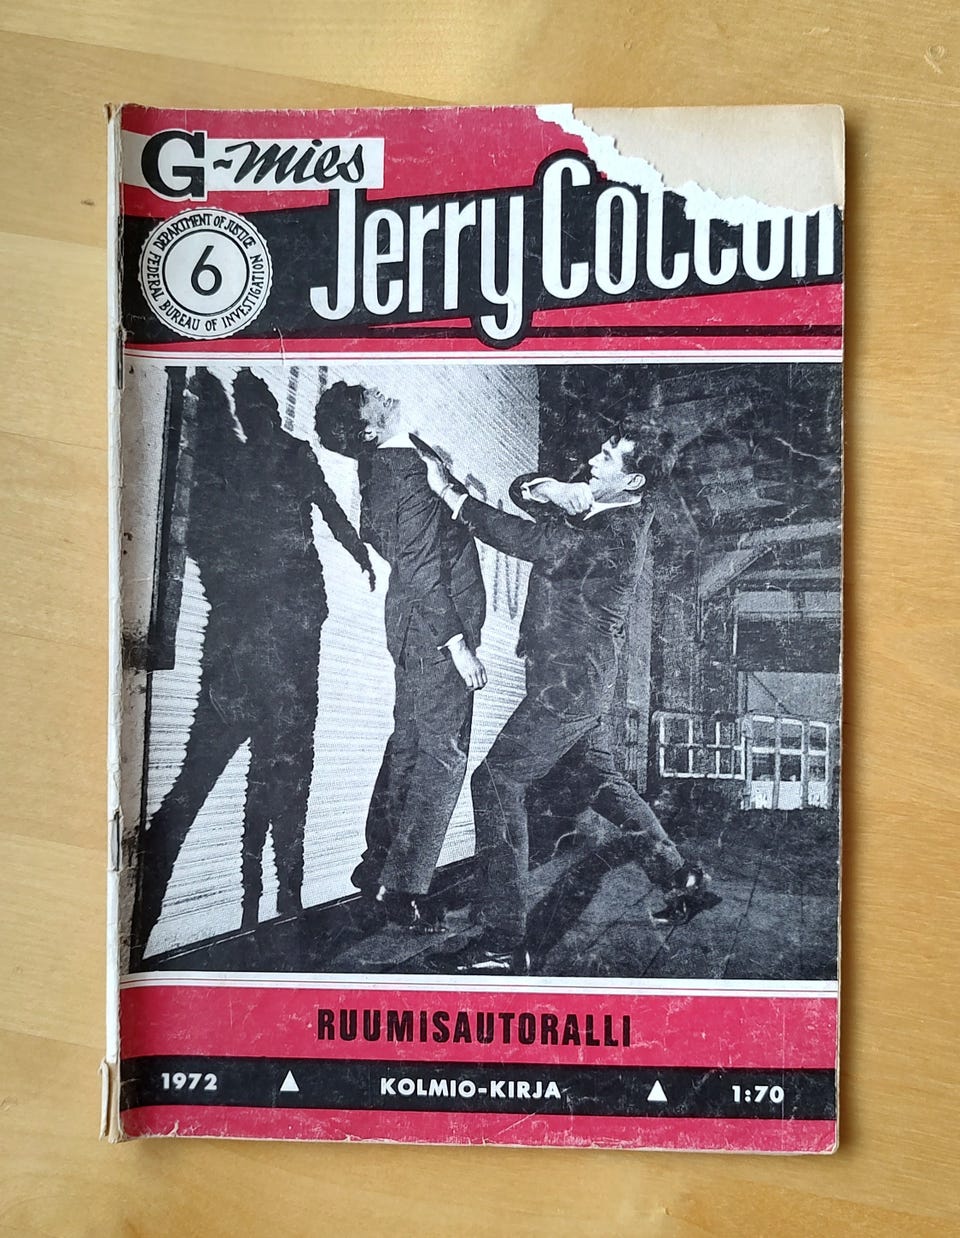 G-mies
Jerry Cotton
DEPARTMENT OF JUSTICE
6
FEDERAL BUREAU OF INVESTIGATION
RUUMISAUTORALLI
1972 KOLMIO-KIRJA 1:70